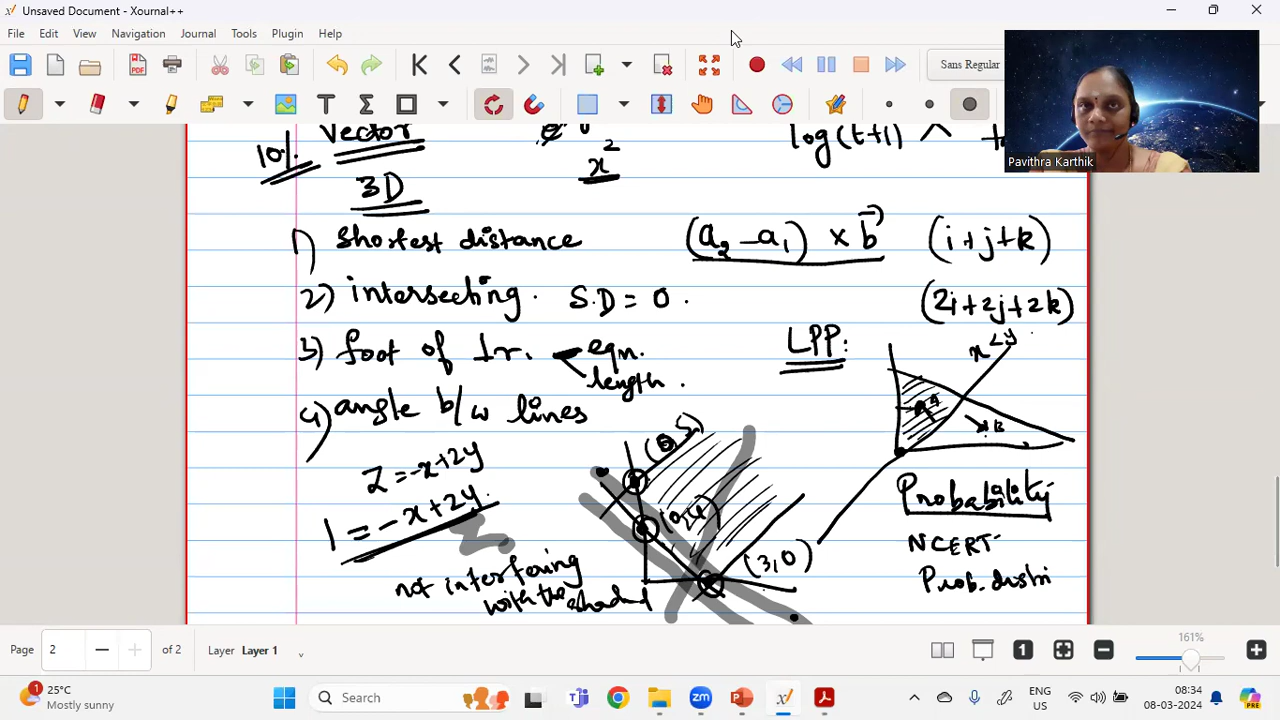 Unsaved Document - Xournal++
File Edit View Navigation Journal Tools Plugin Help
Sans Regular
Pavithra Karthik
10%
Vector
x²
log(t+1)
3D
1) Shortest distance
(a₂ - a₁) × b⃗
(i+j+k)
2) intersecting. S.D = 0.
(2i+2j+2k)
3) foot of ⊥r.
eqn.
length.
LPP:
x<y
4) angle b/w lines
Z=-x+2y
1 = -x+2y.
not interfering
with the shaded
(3,0)
Probability
NCERT-
Prob. distri
Page 2 of 2 Layer Layer 1
161%
25°C
Mostly sunny
Search
ENG
US
08:34
08-03-2024